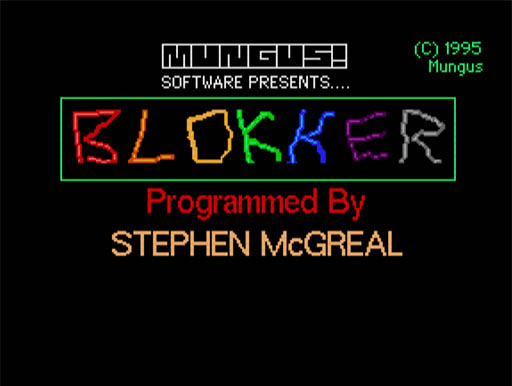 MUNGUS!
SOFTWARE PRESENTS....
(C) 1995
Mungus
BLOKKER
Programmed By
STEPHEN McGREAL